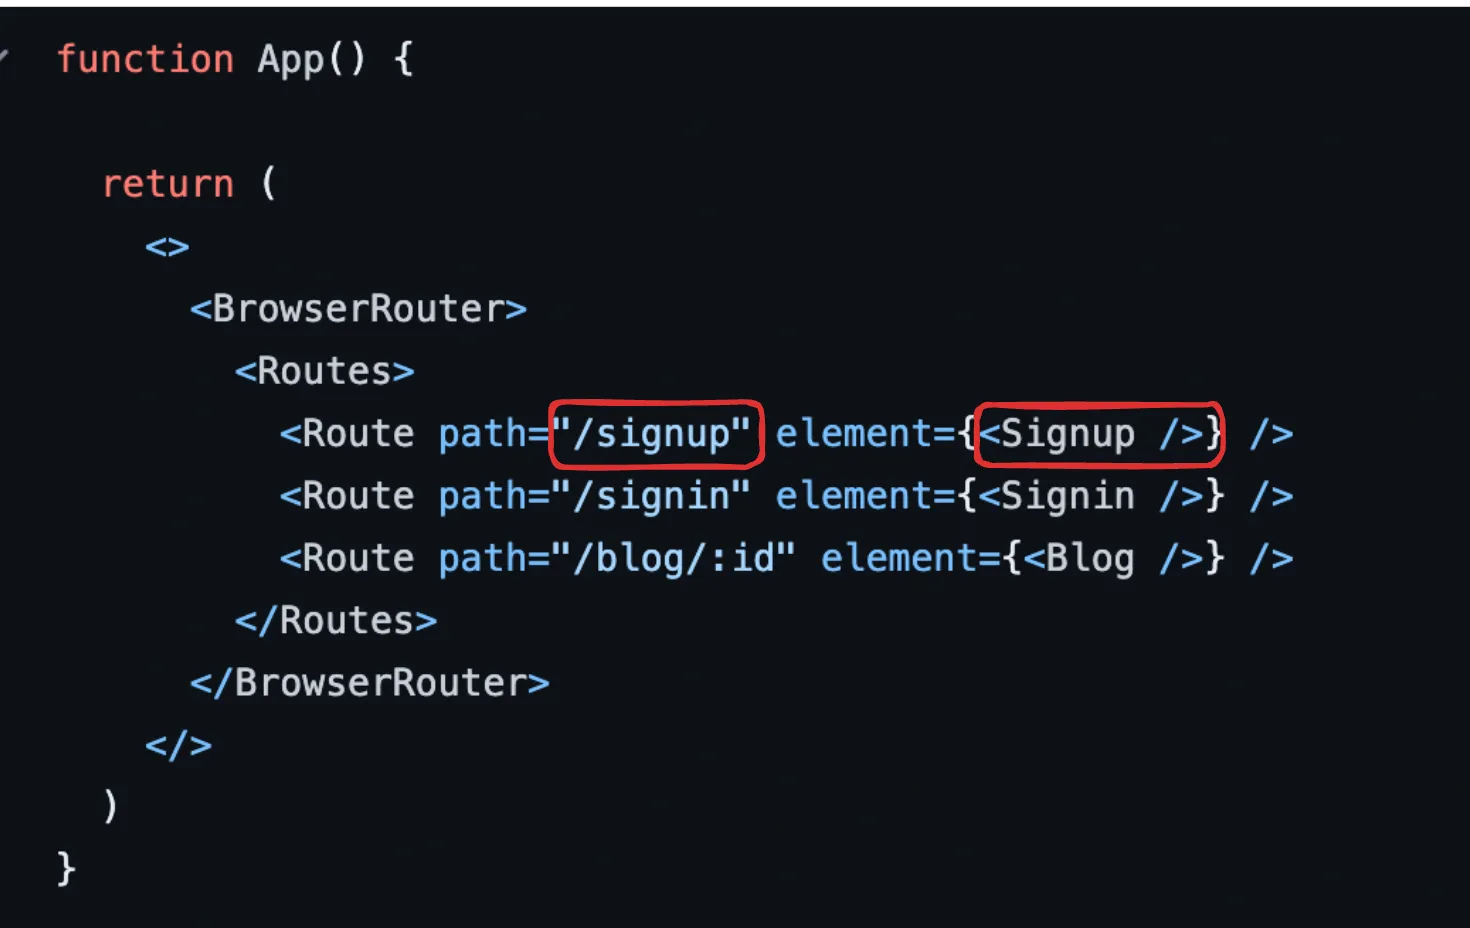 function App() {
return (
<>
<BrowserRouter>
<Routes>
<Route path="/signup" element={<Signup />} />
<Route path="/signin" element={<Signin />} />
<Route path="/blog/:id" element={<Blog />} />
</Routes>
</BrowserRouter>
</>
)
}